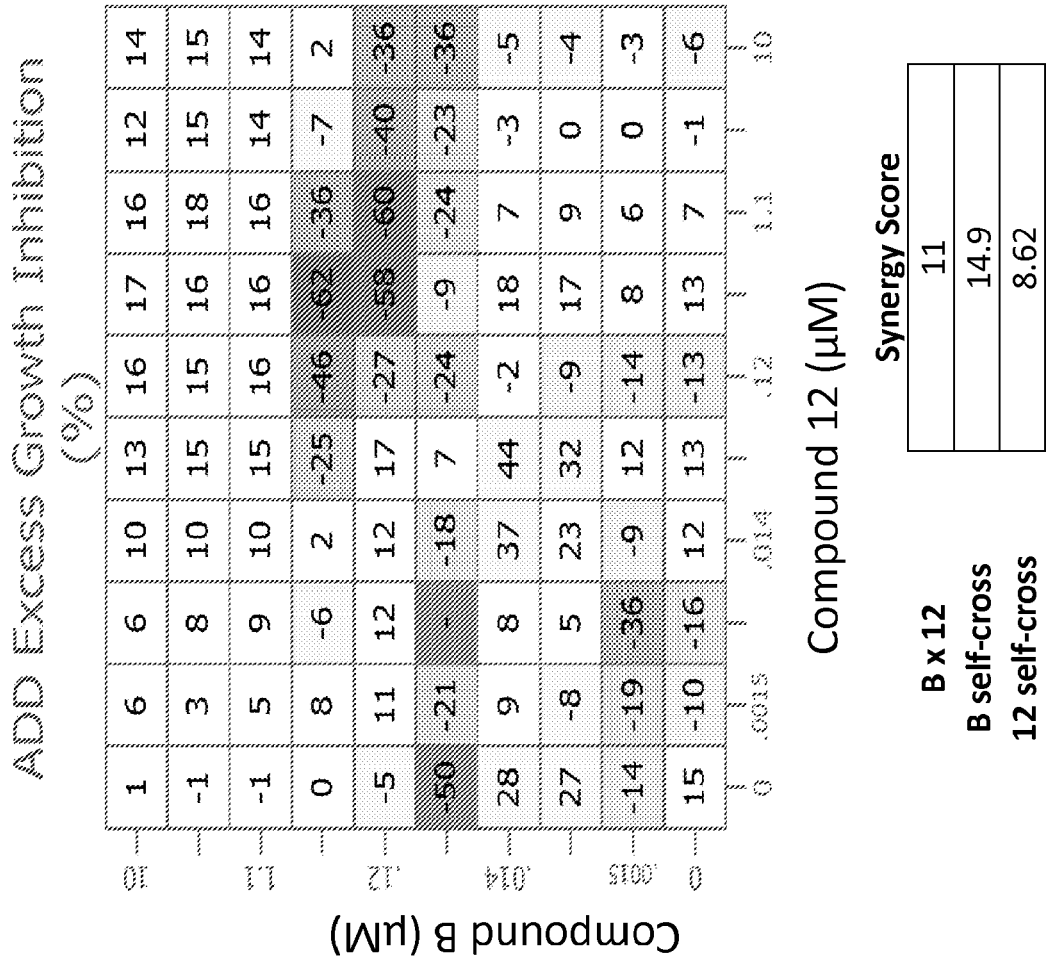 ADD Excess Growth Inhibition
(%)
Compound B (µM)
10 1 6 6 10 13 16 17 16 12 14
-1 3 8 10 15 15 16 18 15 15
1.1 -1 5 9 10 15 16 16 16 14 14
0 8 -6 2 -25 -46 -62 -36 -7 2
.12 -5 11 12 12 17 -27 -58 -60 -40 -36
-50 -21 - -18 7 -24 -9 -24 -23 -36
.014 28 9 8 37 44 -2 18 7 -3 -5
27 -8 5 23 32 -9 17 9 0 -4
.0015 -14 -19 -36 -9 12 -14 8 6 0 -3
0 15 -10 -16 12 13 -13 13 7 -1 -6
0 .0015 .014 .12 1.1 10
Compound 12 (µM)
Synergy Score
B x 12 11
B self-cross 14.9
12 self-cross 8.62